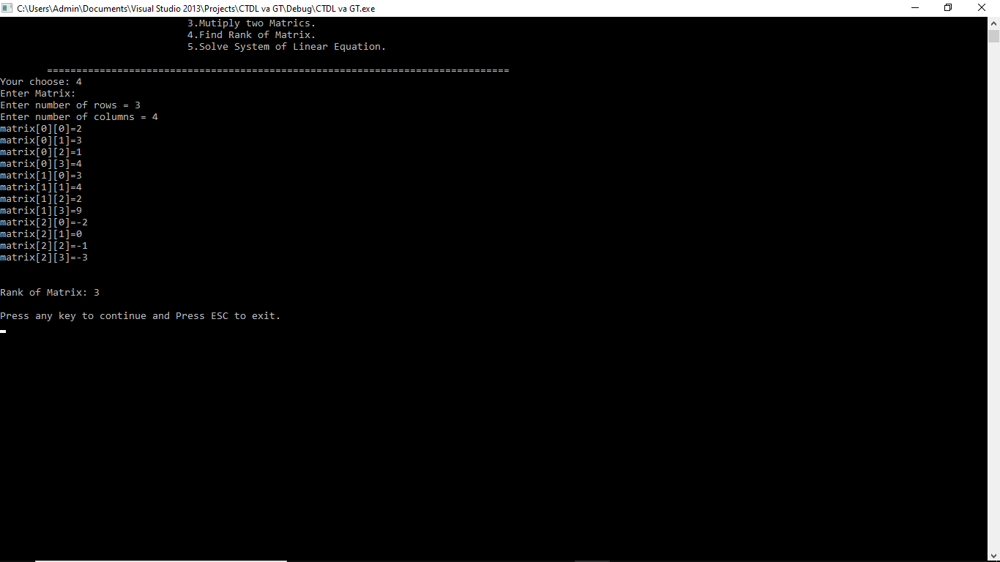 C:\Users\Admin\Documents\Visual Studio 2013\Projects\CTDL va GT\Debug\CTDL va GT.exe
3.Mutiply two Matrics.
4.Find Rank of Matrix.
5.Solve System of Linear Equation.
===============================================================================
Your choose: 4
Enter Matrix:
Enter number of rows = 3
Enter number of columns = 4
matrix[0][0]=2
matrix[0][1]=3
matrix[0][2]=1
matrix[0][3]=4
matrix[1][0]=3
matrix[1][1]=4
matrix[1][2]=2
matrix[1][3]=9
matrix[2][0]=-2
matrix[2][1]=0
matrix[2][2]=-1
matrix[2][3]=-3
Rank of Matrix: 3
Press any key to continue and Press ESC to exit.